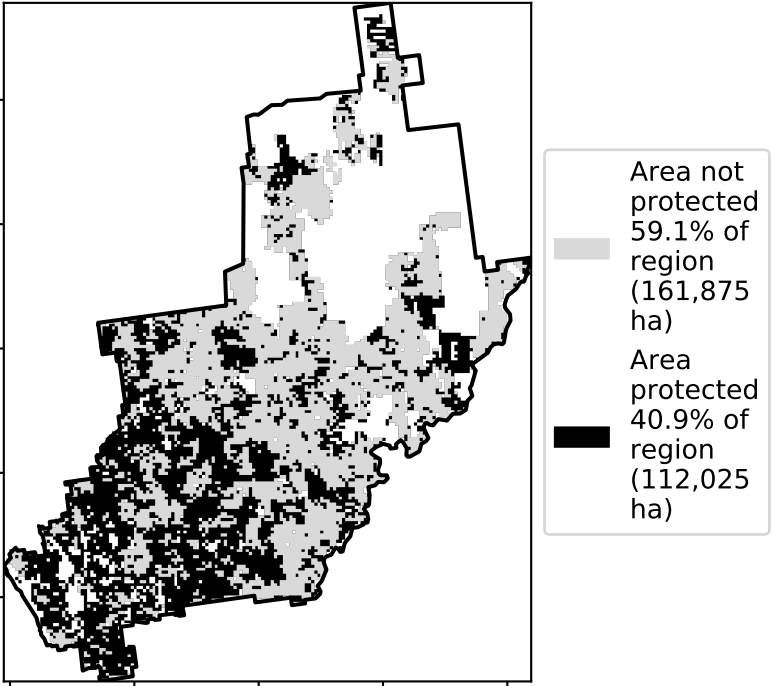 Area not
protected
59.1% of
region
(161,875
ha)
Area
protected
40.9% of
region
(112,025
ha)